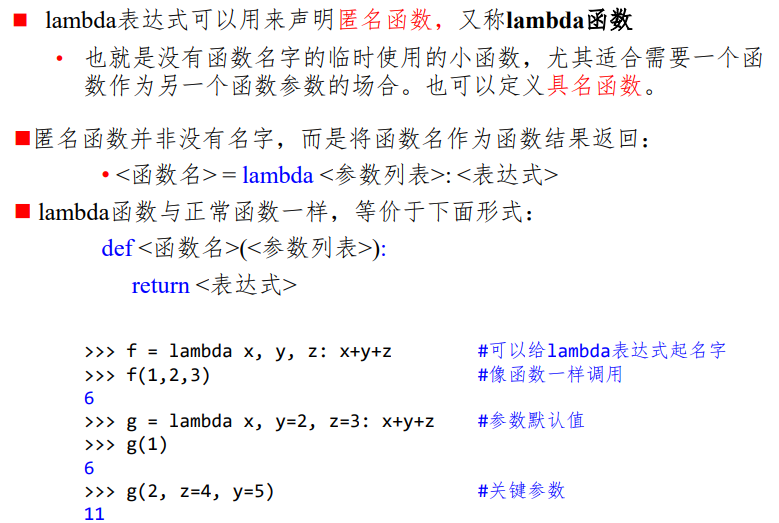 ■ lambda表达式可以用来声明匿名函数，又称lambda函数
• 也就是没有函数名字的临时使用的小函数，尤其适合需要一个函
数作为另一个函数参数的场合。也可以定义具名函数。
■匿名函数并非没有名字，而是将函数名作为函数结果返回：
• <函数名> = lambda <参数列表>: <表达式>
■ lambda函数与正常函数一样，等价于下面形式：
def <函数名>(<参数列表>):
return <表达式>
>>> f = lambda x, y, z: x+y+z #可以给lambda表达式起名字
>>> f(1,2,3) #像函数一样调用
6
>>> g = lambda x, y=2, z=3: x+y+z #参数默认值
>>> g(1)
6
>>> g(2, z=4, y=5) #关键参数
11